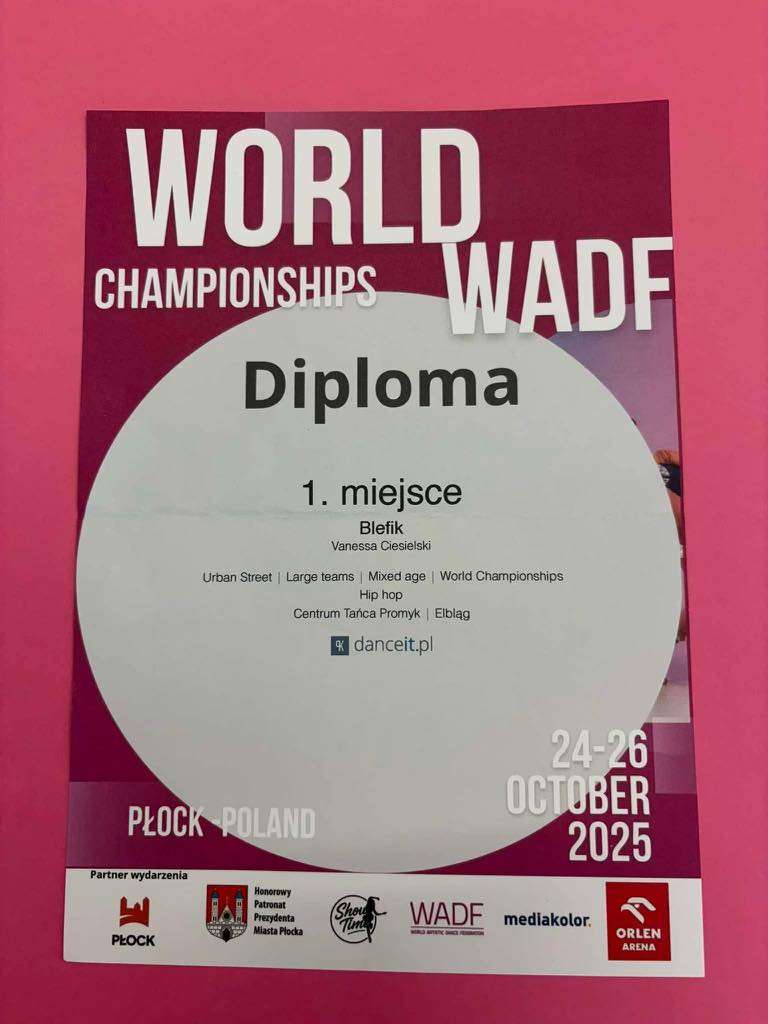 WORLD
CHAMPIONSHIPS
WADF
Diploma
1. miejsce
Blefik
Vanessa Ciesielski
Urban Street | Large teams | Mixed age | World Championships
Hip hop
Centrum Tańca Promyk | Elbląg
danceit.pl
24-26
OCTOBER
2025
PŁOCK -POLAND
Partner wydarzenia
PŁOCK
Honorowy
Patronat
Prezydenta
Miasta Płocka
Show
Time
WADF
WORLD ARTISTIC DANCE FEDERATION
mediakolor.
ORLEN
ARENA